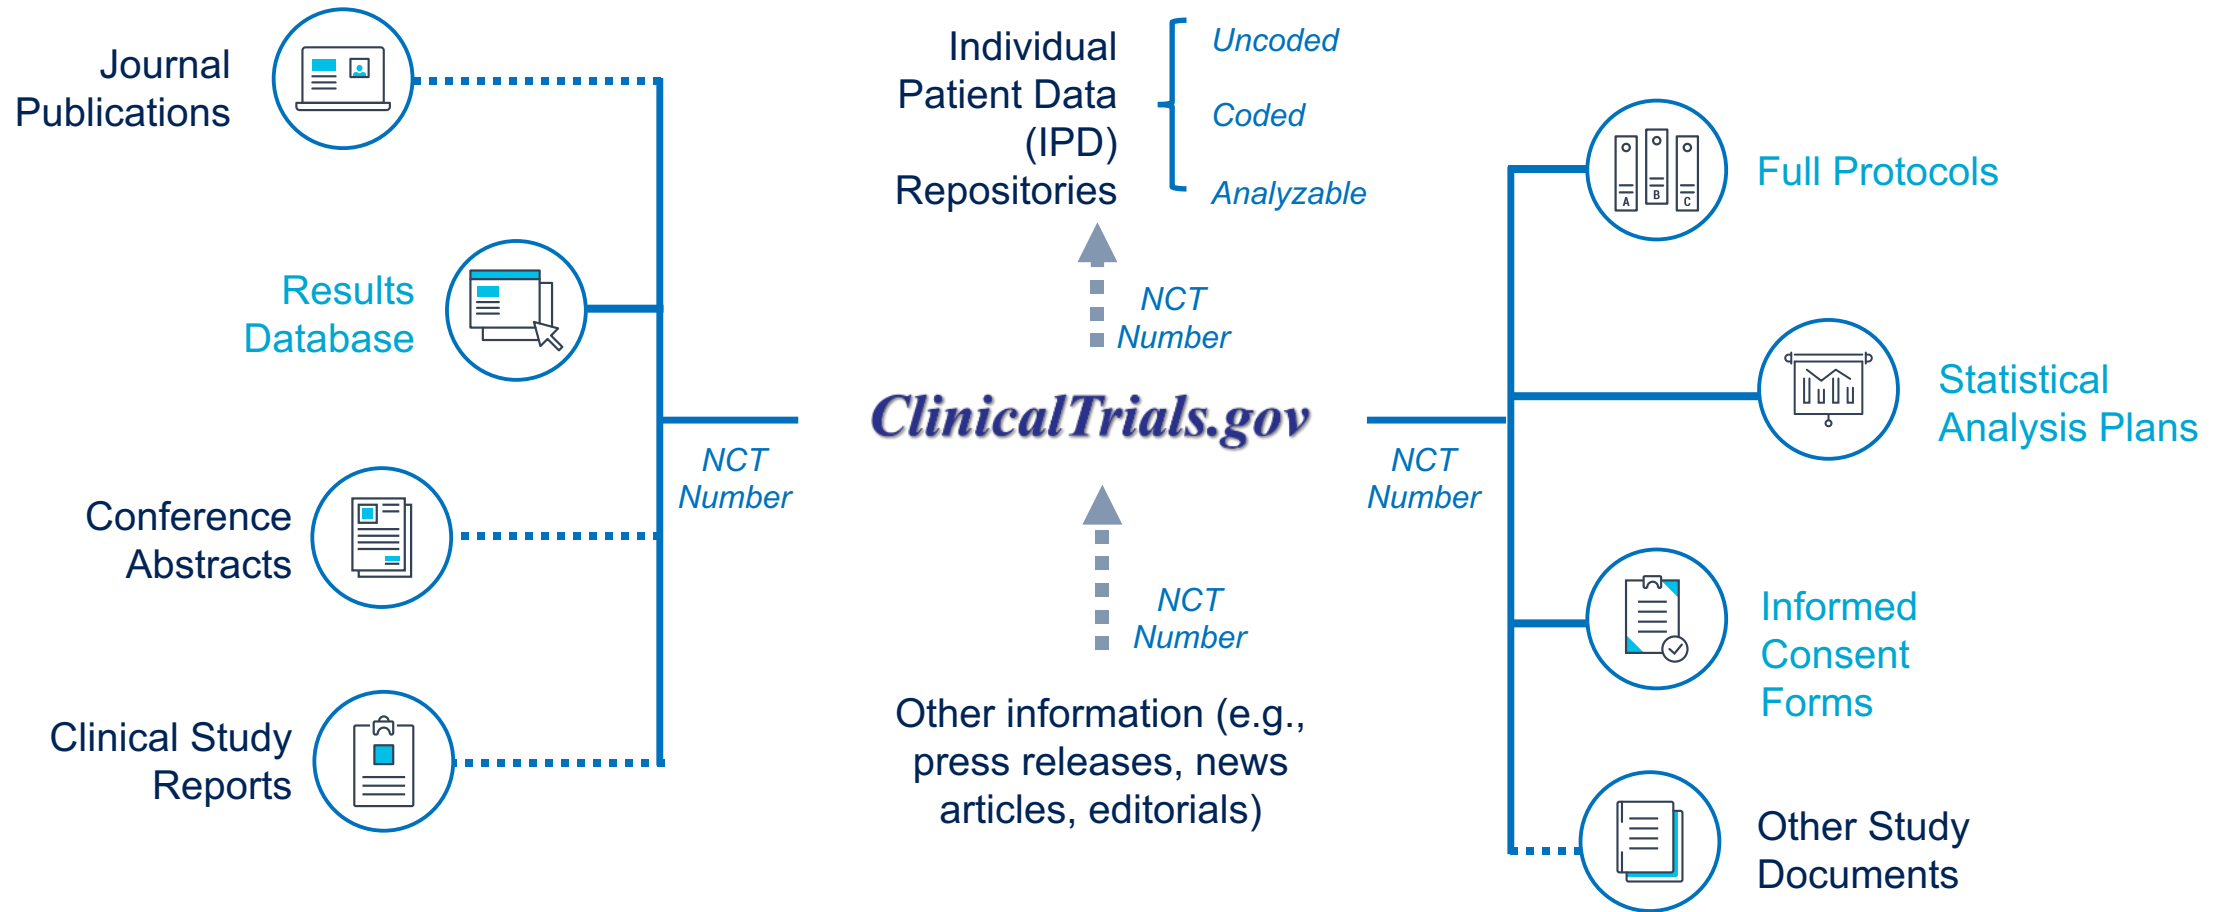 Journal
Publications
Results
Database
Conference
Abstracts
Clinical Study
Reports
NCT
Number
Individual
Patient Data
(IPD)
Repositories
Uncoded
Coded
Analyzable
NCT
Number
ClinicalTrials.gov
NCT
Number
Other information (e.g.,
press releases, news
articles, editorials)
NCT
Number
A
B
C
Full Protocols
Statistical
Analysis Plans
Informed
Consent
Forms
Other Study
Documents